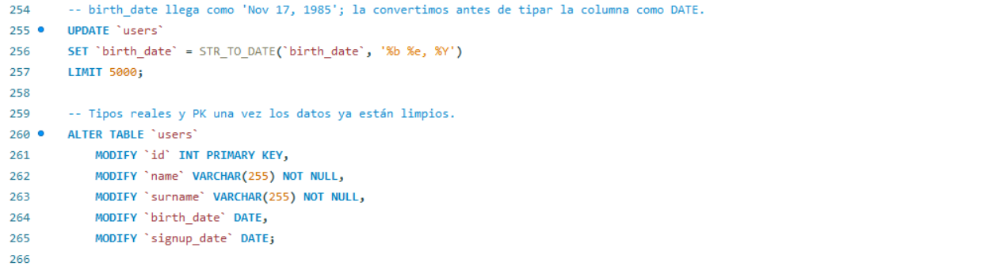 254 -- birth_date llega como 'Nov 17, 1985'; la convertimos antes de tipar la columna como DATE.
255 UPDATE `users`
256 SET `birth_date` = STR_TO_DATE(`birth_date`, '%b %e, %Y')
257 LIMIT 5000;
258
259 -- Tipos reales y PK una vez los datos ya están limpios.
260 ALTER TABLE `users`
261 MODIFY `id` INT PRIMARY KEY,
262 MODIFY `name` VARCHAR(255) NOT NULL,
263 MODIFY `surname` VARCHAR(255) NOT NULL,
264 MODIFY `birth_date` DATE,
265 MODIFY `signup_date` DATE;
266